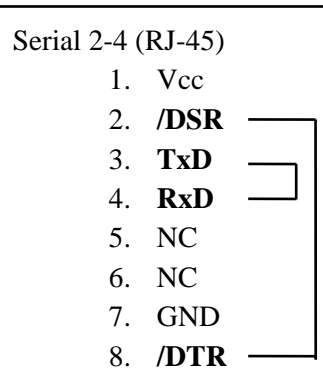 Serial 2-4 (RJ-45)
1. Vcc
2. /DSR
3. TxD
4. RxD
5. NC
6. NC
7. GND
8. /DTR